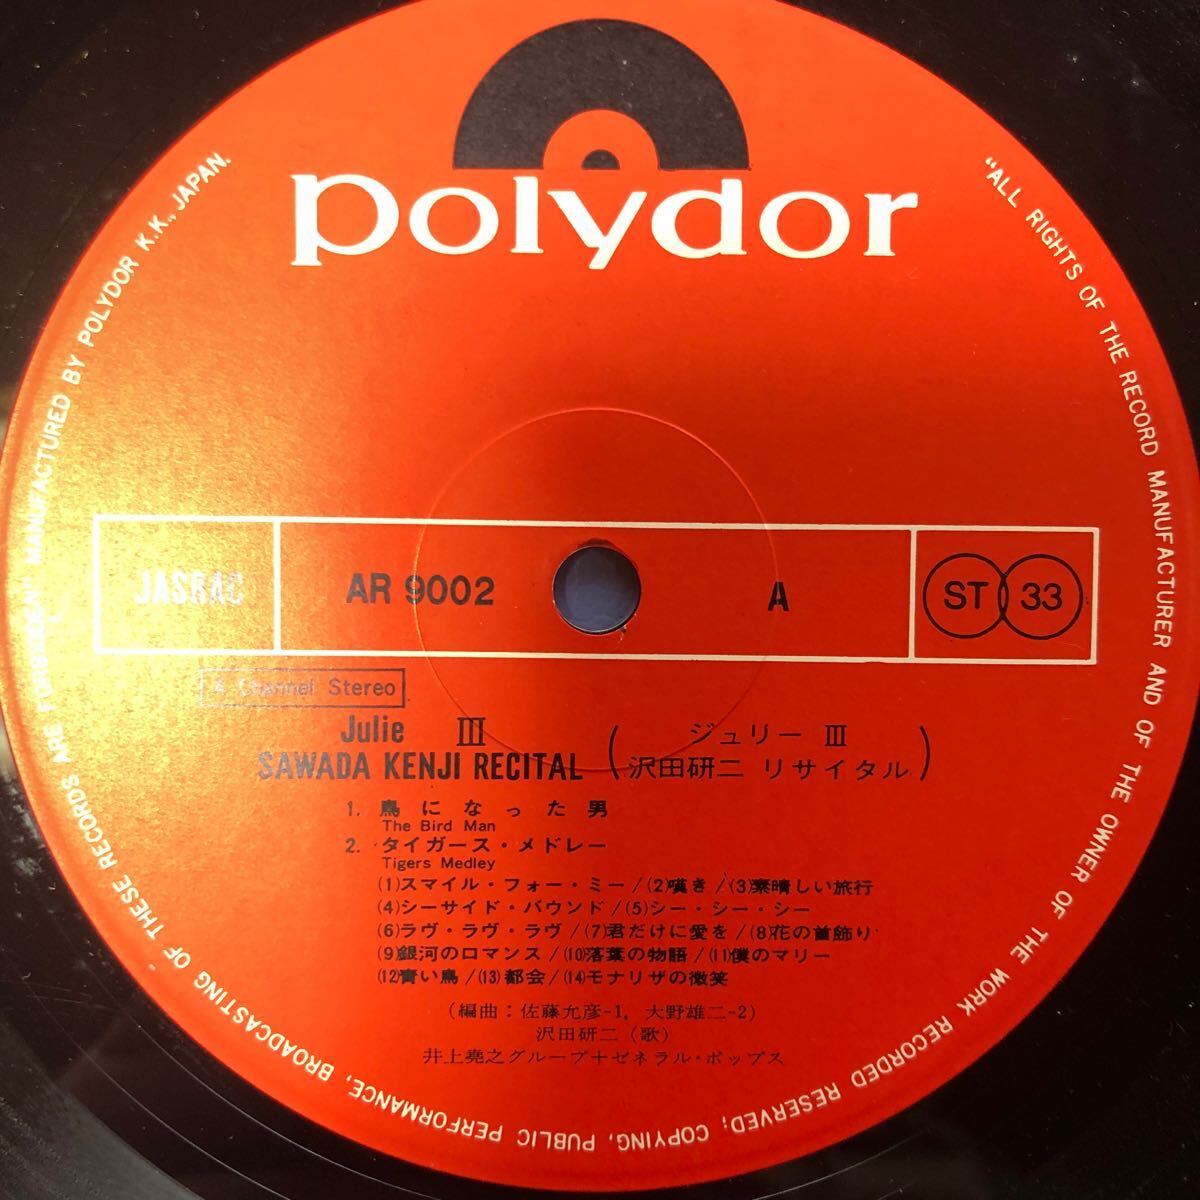 polydor
"ALL RIGHTS OF THE RECORD MANUFACTURER AND OF THE OWNER OF THE WORK RECORDED RESERVED; COPYING, PUBLIC PERFORMANCE, BROADCASTING OF THESE RECORDS ARE FORBIDDEN" MANUFACTURED BY POLYDOR K.K., JAPAN.
JASRAC AR 9002 A ST 33
4 Channel Stereo
Julie III (ジュリー III
SAWADA KENJI RECITAL 沢田研二 リサイタル)
1. 鳥になった男
The Bird Man
2. タイガース・メドレー
Tigers Medley
(1)スマイル・フォー・ミー/(2)嘆き/(3)素晴しい旅行
(4)シーサイド・バウンド/(5)シー・シー・シー
(6)ラヴ・ラヴ・ラヴ/(7)君だけに愛を/(8)花の首飾り
(9)銀河のロマンス/(10)落葉の物語/(11)僕のマリー
(12)青い鳥/(13)都会/(14)モナリザの微笑
(編曲：佐藤允彦-1, 大野雄二-2)
沢田研二(歌)
井上堯之グループ＋ゼネラル・ポップス